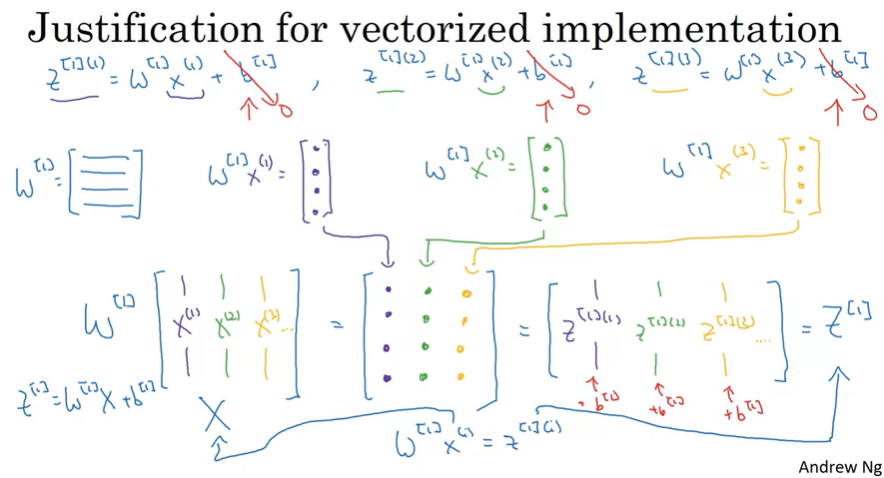 Justification for vectorized implementation
z^[1](1) = W^[1] x^(1) + b^[1] , z^[1](2) = W^[1] x^(2) + b^[1] , z^[1](3) = W^[1] x^(3) + b^[1]
0 0 0
W^[1] = [ ] W^[1] x^(1) = [ ] W^[1] x^(2) = [ ] W^[1] x^(3) = [ ]
W^[1] [ x^(1) x^(2) x^(3) ... ] = [ ] = [ z^[1](1) z^[1](2) z^[1](3) .... ] = Z^[1]
z^[1] = W^[1] X + b^[1] X + b^[1] + b^[1] + b^[1]
W^[1] x^(i) = z^[1](i)
Andrew Ng